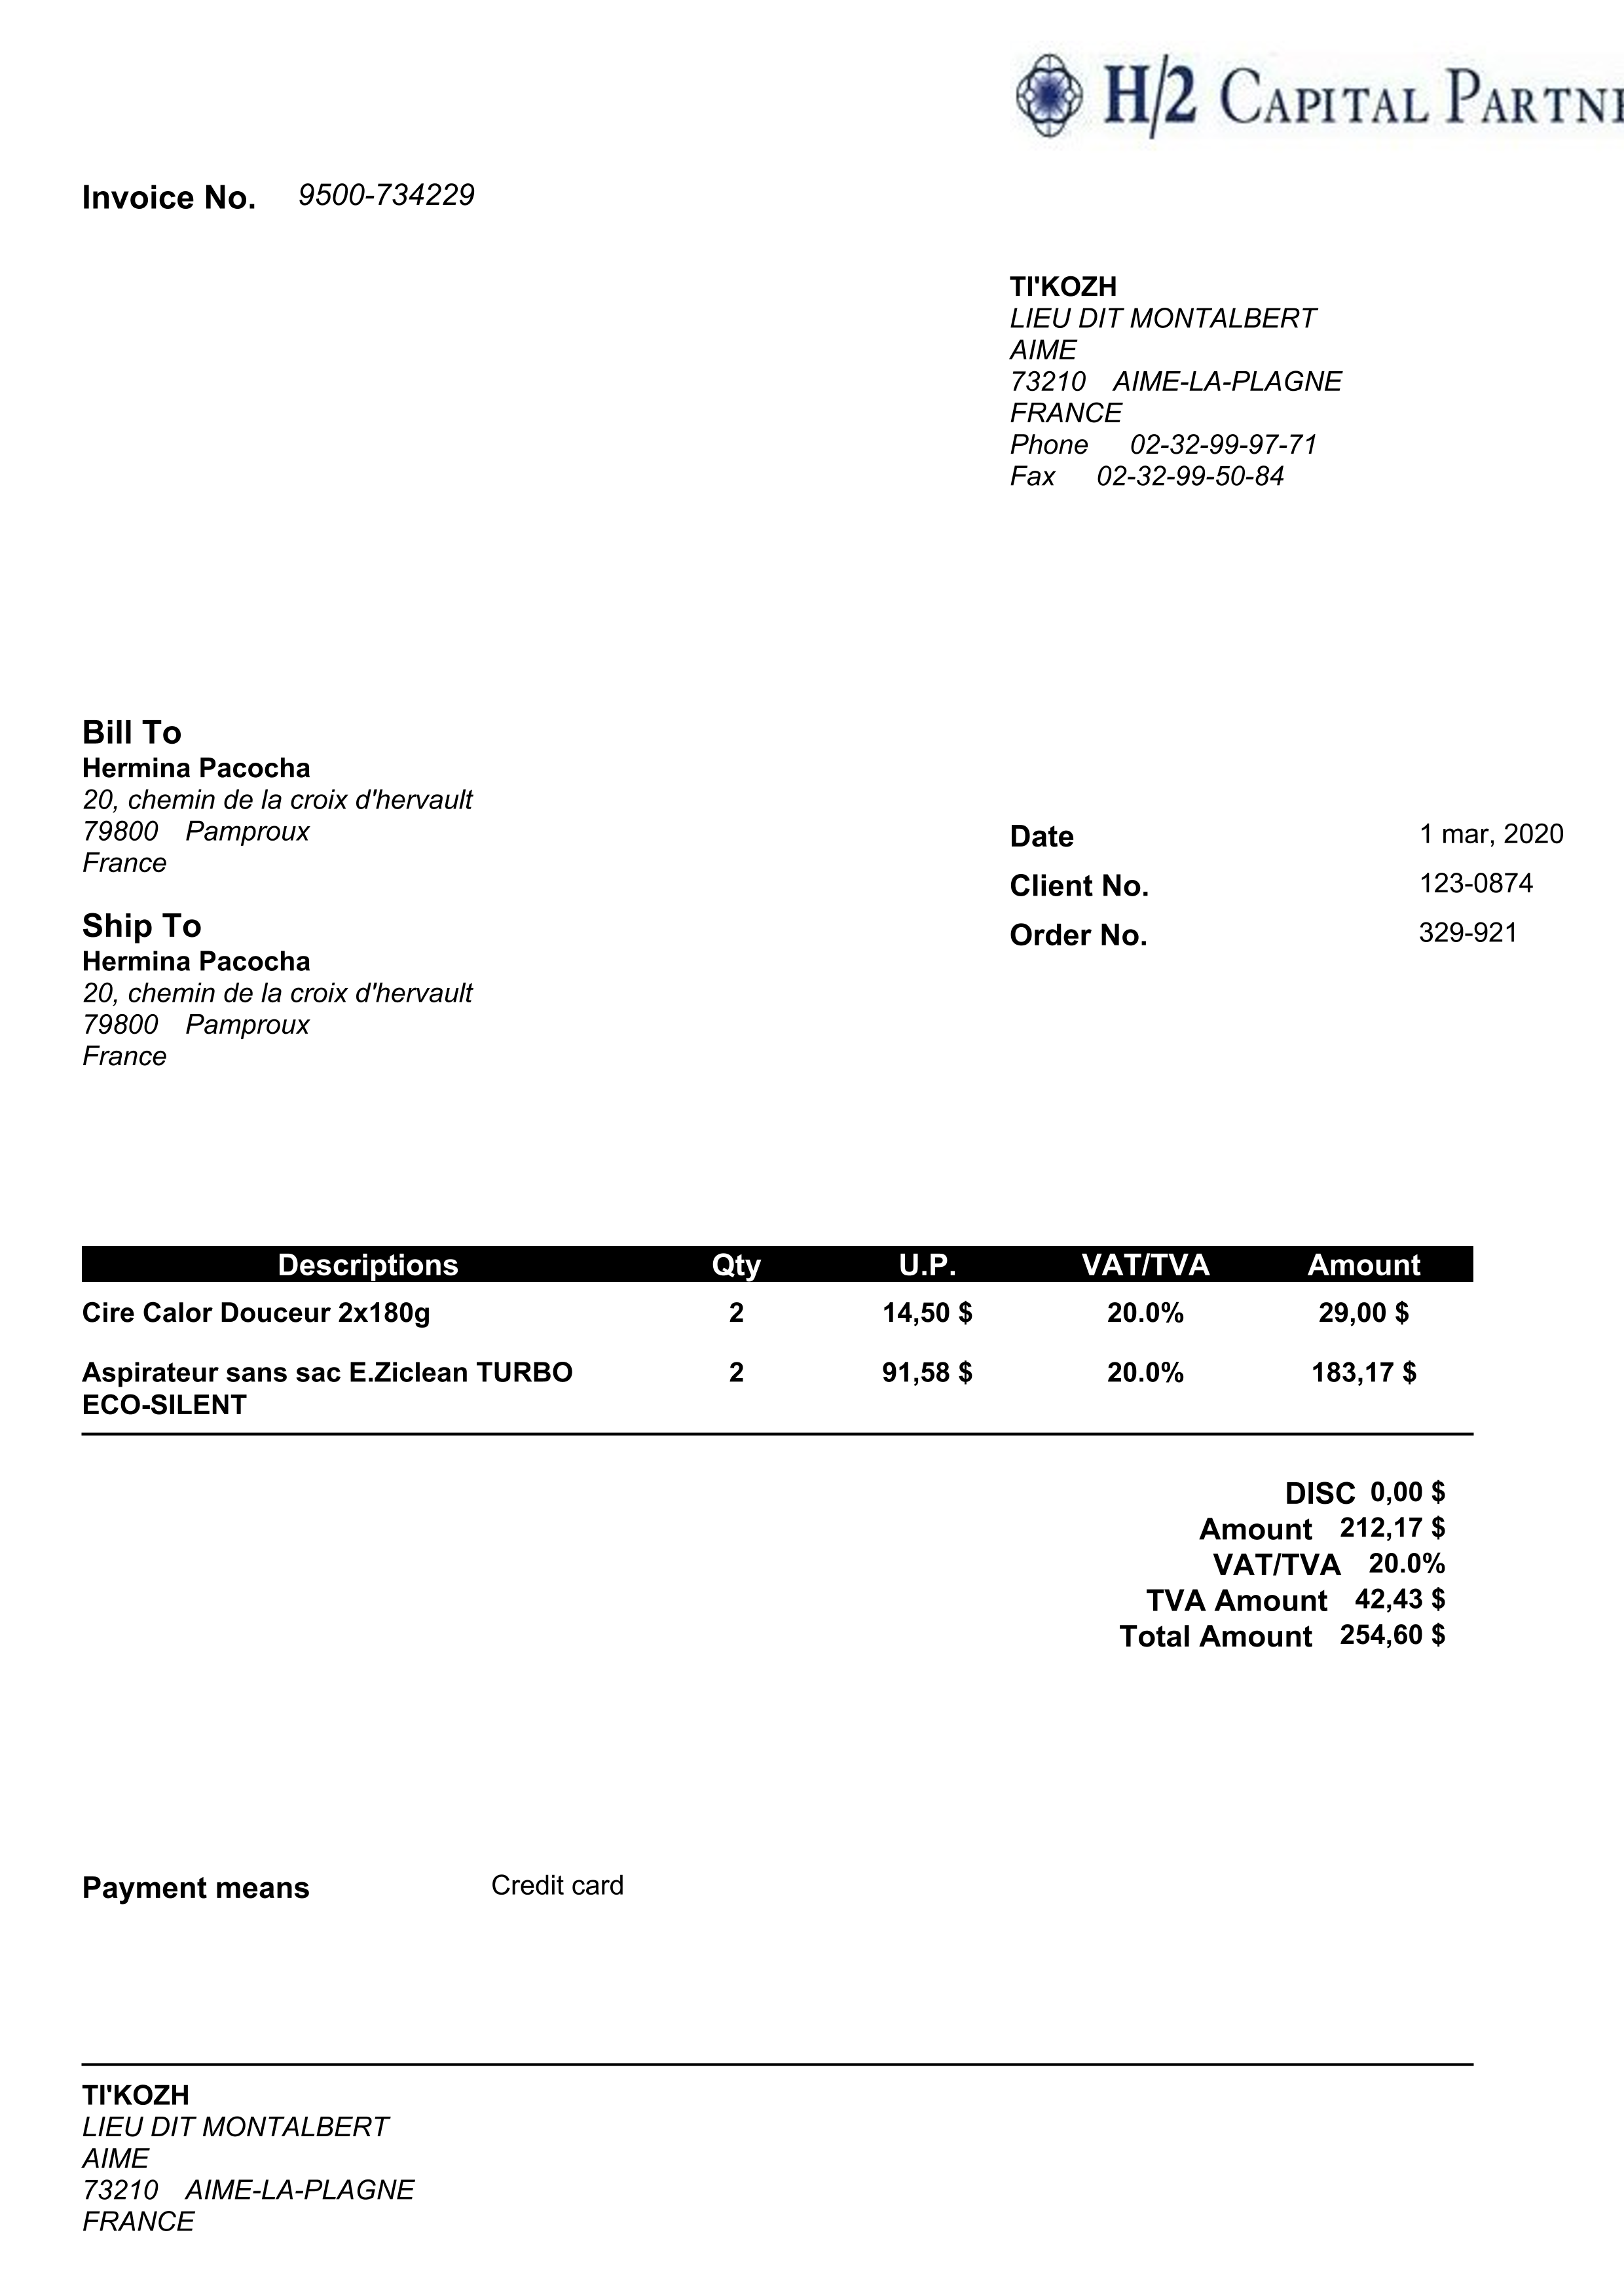 H/2 CAPITAL PARTNE
Invoice No. 9500-734229
TI'KOZH
LIEU DIT MONTALBERT
AIME
73210 AIME-LA-PLAGNE
FRANCE
Phone 02-32-99-97-71
Fax 02-32-99-50-84
Bill To
Hermina Pacocha
20, chemin de la croix d'hervault
79800 Pamproux
France
Date 1 mar, 2020
Client No. 123-0874
Order No. 329-921
Ship To
Hermina Pacocha
20, chemin de la croix d'hervault
79800 Pamproux
France
Descriptions Qty U.P. VAT/TVA Amount
Cire Calor Douceur 2x180g 2 14,50 $ 20.0% 29,00 $
Aspirateur sans sac E.Ziclean TURBO 2 91,58 $ 20.0% 183,17 $
ECO-SILENT
DISC 0,00 $
Amount 212,17 $
VAT/TVA 20.0%
TVA Amount 42,43 $
Total Amount 254,60 $
Payment means Credit card
TI'KOZH
LIEU DIT MONTALBERT
AIME
73210 AIME-LA-PLAGNE
FRANCE